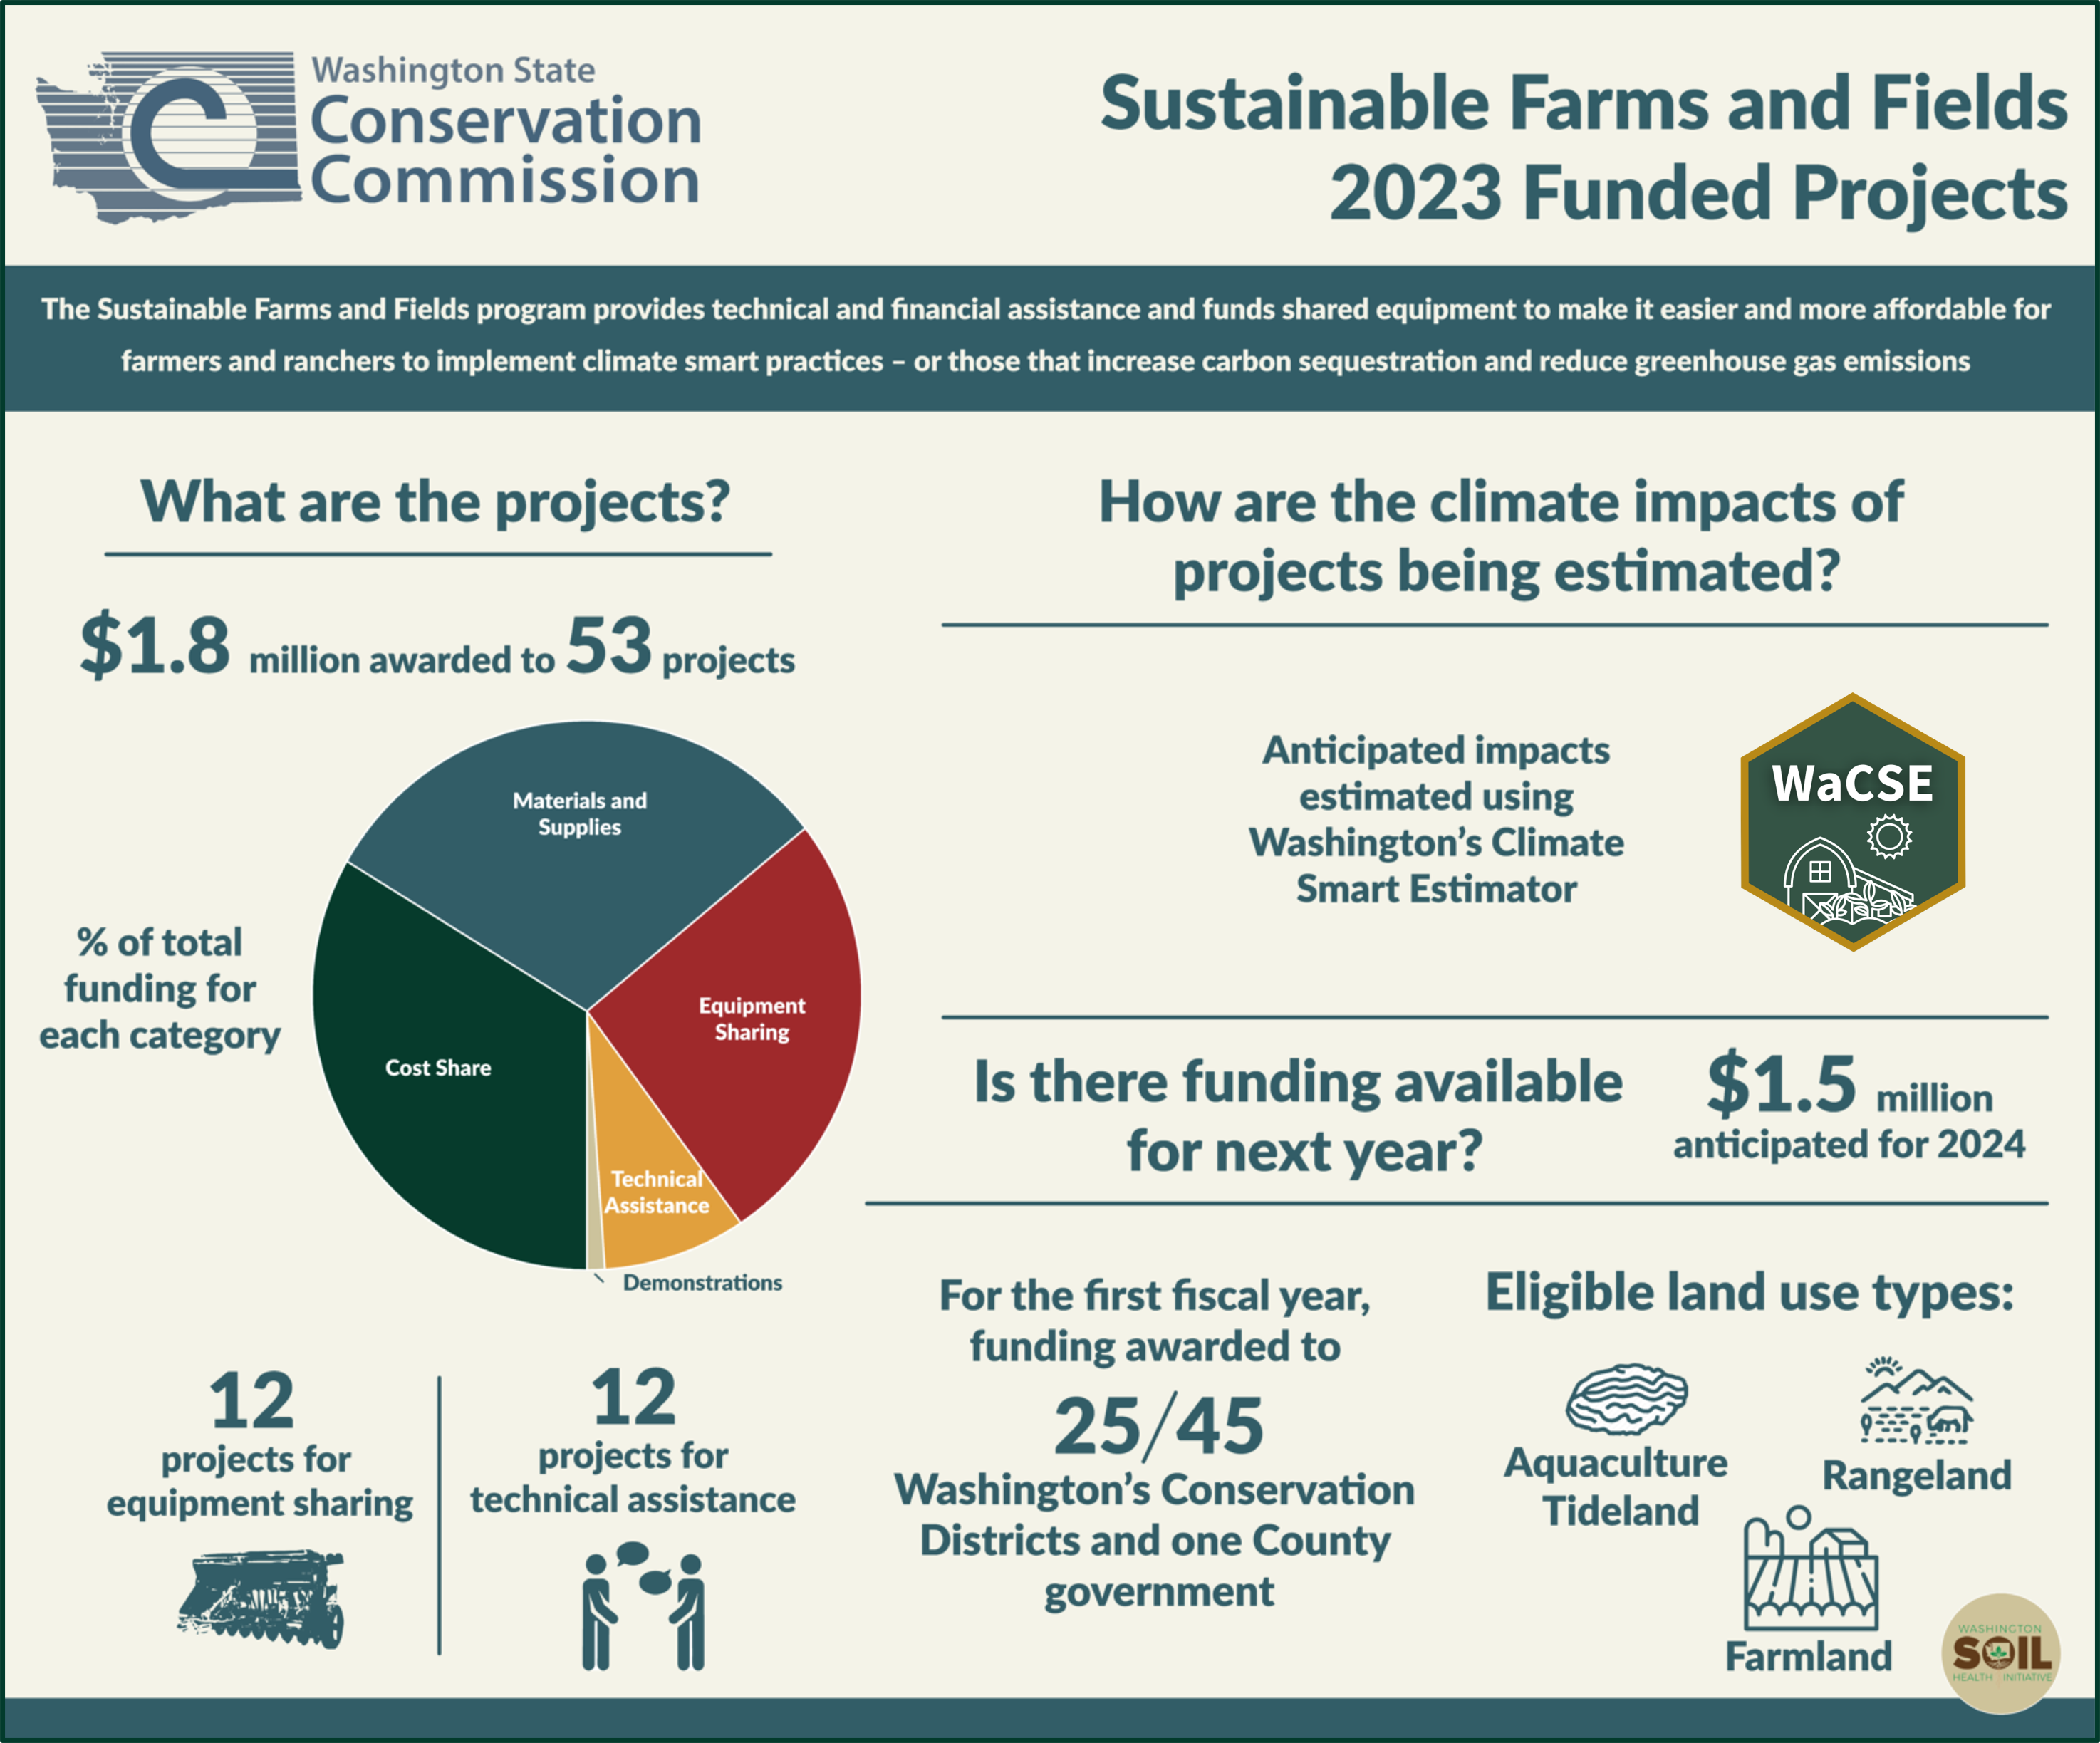 Washington State
Conservation
Commission
Sustainable Farms and Fields
2023 Funded Projects
The Sustainable Farms and Fields program provides technical and financial assistance and funds shared equipment to make it easier and more affordable for
farmers and ranchers to implement climate smart practices – or those that increase carbon sequestration and reduce greenhouse gas emissions
What are the projects?
$1.8 million awarded to 53 projects
% of total
funding for
each category
Materials and
Supplies
Equipment
Sharing
Cost Share
Technical
Assistance
Demonstrations
12
projects for
equipment sharing
12
projects for
technical assistance
How are the climate impacts of
projects being estimated?
Anticipated impacts
estimated using
Washington's Climate
Smart Estimator
WaCSE
Is there funding available
for next year?
$1.5 million
anticipated for 2024
For the first fiscal year,
funding awarded to
25/45
Washington's Conservation
Districts and one County
government
Eligible land use types:
Aquaculture
Tideland
Rangeland
Farmland
WASHINGTON
SOIL
HEALTH INITIATIVE